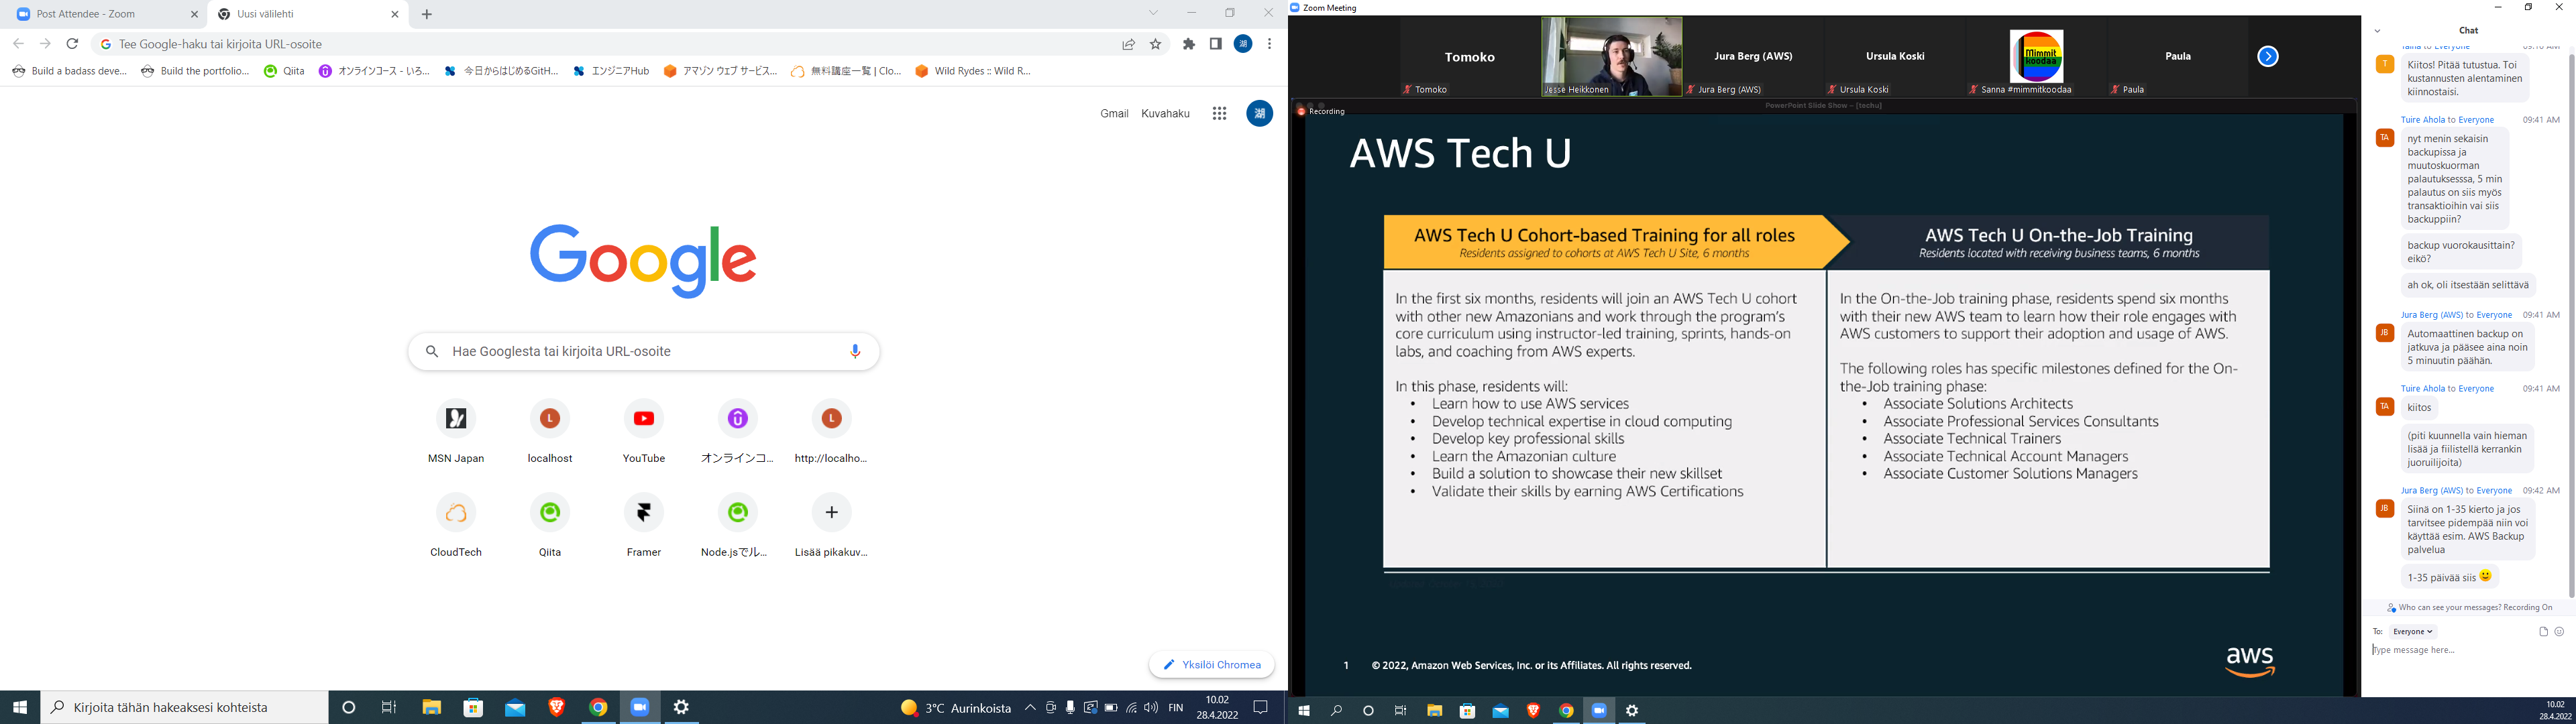 Post Attendee - Zoom
Uusi välilehti
Tee Google-haku tai kirjoita URL-osoite
Build a badass deve...
Build the portfolio...
Qiita
オンラインコース - いろ...
今日からはじめるGitH...
エンジニアHub
アマゾン ウェブ サービス...
無料講座一覧 | Clo...
Wild Rydes :: Wild R...
Gmail
Kuvahaku
湖
Google
Hae Googlesta tai kirjoita URL-osoite
MSN Japan
localhost
YouTube
オンラインコ...
http://localho...
CloudTech
Qiita
Framer
Node.jsでル...
Lisää pikakuv...
Yksilöi Chromea
Kirjoita tähän hakeaksesi kohteista
3°C Aurinkoista
FIN
10.02
28.4.2022
Zoom Meeting
Tomoko
Tomoko
Jesse Heikkonen
Jura Berg (AWS)
Jura Berg (AWS)
Ursula Koski
Ursula Koski
Mimmit
koodaa
Sanna #mimmitkoodaa
Paula
Paula
PowerPoint Slide Show - [techu]
Recording
AWS Tech U
AWS Tech U Cohort-based Training for all roles
Residents assigned to cohorts at AWS Tech U Site, 6 months
In the first six months, residents will join an AWS Tech U cohort
with other new Amazonians and work through the program's
core curriculum using instructor-led training, sprints, hands-on
labs, and coaching from AWS experts.
In this phase, residents will:
• Learn how to use AWS services
• Develop technical expertise in cloud computing
• Develop key professional skills
• Learn the Amazonian culture
• Build a solution to showcase their new skillset
• Validate their skills by earning AWS Certifications
AWS Tech U On-the-Job Training
Residents located with receiving business teams, 6 months
In the On-the-Job training phase, residents spend six months
with their new AWS team to learn how their role engages with
AWS customers to support their adoption and usage of AWS.
The following roles has specific milestones defined for the On-
the-Job training phase:
• Associate Solutions Architects
• Associate Professional Services Consultants
• Associate Technical Trainers
• Associate Technical Account Managers
• Associate Customer Solutions Managers
1
© 2022, Amazon Web Services, Inc. or its Affiliates. All rights reserved.
aws
Chat
Taina to Everyone 09:16 AM
T
Kiitos! Pitää tutustua. Toi
kustannusten alentaminen
kiinnostaisi.
Tuire Ahola to Everyone 09:41 AM
TA
nyt menin sekaisin
backupissa ja
muutoskuorman
palautuksesssa, 5 min
palautus on siis myös
transaktioihin vai siis
backuppiin?
backup vuorokausittain?
eikö?
ah ok, oli itsestään selittävä
Jura Berg (AWS) to Everyone 09:41 AM
JB
Automaattinen backup on
jatkuva ja pääsee aina noin
5 minuutin päähän.
Tuire Ahola to Everyone 09:41 AM
TA
kiitos
(piti kuunnella vain hieman
lisää ja fiilistellä kerrankin
juoruilijoita)
Jura Berg (AWS) to Everyone 09:42 AM
JB
Siinä on 1-35 kierto ja jos
tarvitsee pidempää niin voi
käyttää esim. AWS Backup
palvelua
1-35 päivää siis 🙂
Who can see your messages? Recording On
To: Everyone
Type message here...
10.02
28.4.2022